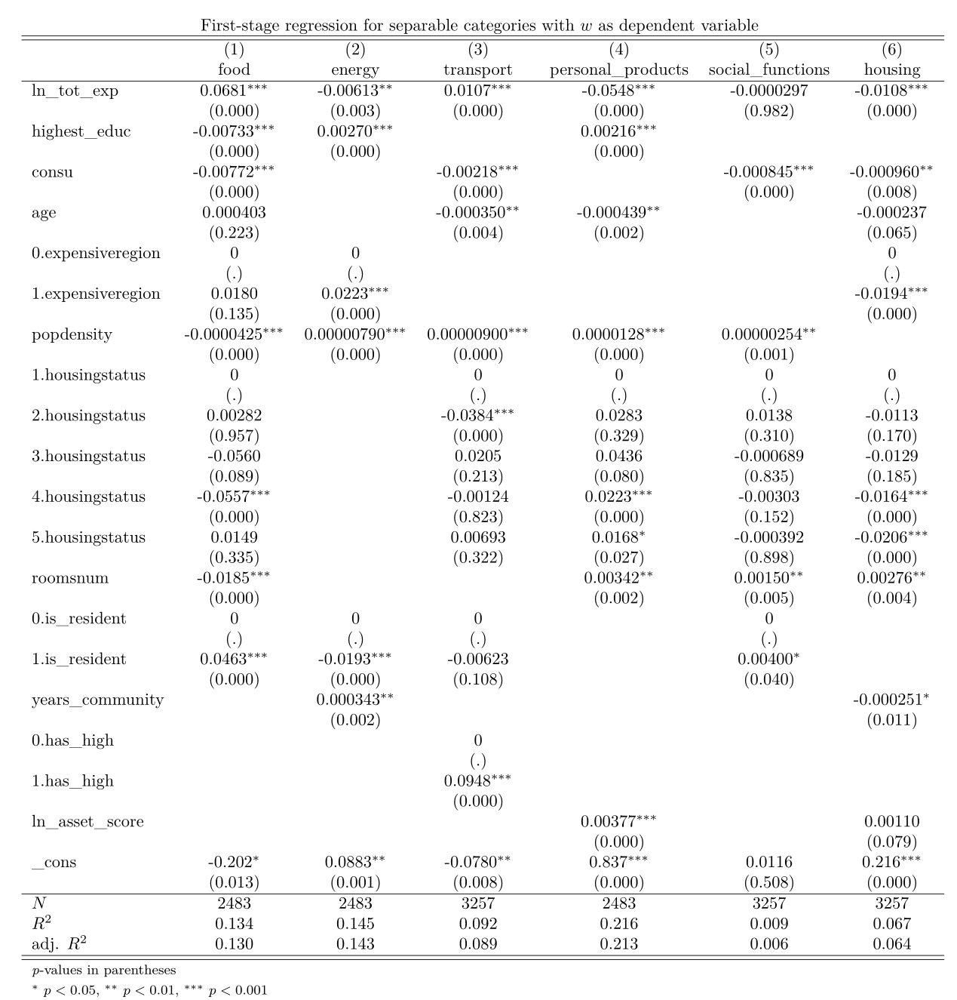 First-stage regression for separable categories with w as dependent variable
(1) (2) (3) (4) (5) (6)
food energy transport personal_products social_functions housing
ln_tot_exp 0.0681*** -0.00613** 0.0107*** -0.0548*** -0.0000297 -0.0108***
(0.000) (0.003) (0.000) (0.000) (0.982) (0.000)
highest_educ -0.00733*** 0.00270*** 0.00216***
(0.000) (0.000) (0.000)
consu -0.00772*** -0.00218*** -0.000845*** -0.000960**
(0.000) (0.000) (0.000) (0.008)
age 0.000403 -0.000350** -0.000439** -0.000237
(0.223) (0.004) (0.002) (0.065)
0.expensiveregion 0 0 0
(.) (.) (.)
1.expensiveregion 0.0180 0.0223*** -0.0194***
(0.135) (0.000) (0.000)
popdensity -0.0000425*** 0.00000790*** 0.00000900*** 0.0000128*** 0.00000254**
(0.000) (0.000) (0.000) (0.000) (0.001)
1.housingstatus 0 0 0 0 0
(.) (.) (.) (.) (.)
2.housingstatus 0.00282 -0.0384*** 0.0283 0.0138 -0.0113
(0.957) (0.000) (0.329) (0.310) (0.170)
3.housingstatus -0.0560 0.0205 0.0436 -0.000689 -0.0129
(0.089) (0.213) (0.080) (0.835) (0.185)
4.housingstatus -0.0557*** -0.00124 0.0223*** -0.00303 -0.0164***
(0.000) (0.823) (0.000) (0.152) (0.000)
5.housingstatus 0.0149 0.00693 0.0168* -0.000392 -0.0206***
(0.335) (0.322) (0.027) (0.898) (0.000)
roomsnum -0.0185*** 0.00342** 0.00150** 0.00276**
(0.000) (0.002) (0.005) (0.004)
0.is_resident 0 0 0 0
(.) (.) (.) (.)
1.is_resident 0.0463*** -0.0193*** -0.00623 0.00400*
(0.000) (0.000) (0.108) (0.040)
years_community 0.000343** -0.000251*
(0.002) (0.011)
0.has_high 0
(.)
1.has_high 0.0948***
(0.000)
ln_asset_score 0.00377*** 0.00110
(0.000) (0.079)
_cons -0.202* 0.0883** -0.0780** 0.837*** 0.0116 0.216***
(0.013) (0.001) (0.008) (0.000) (0.508) (0.000)
N 2483 2483 3257 2483 3257 3257
R² 0.134 0.145 0.092 0.216 0.009 0.067
adj. R² 0.130 0.143 0.089 0.213 0.006 0.064
p-values in parentheses
* p < 0.05, ** p < 0.01, *** p < 0.001